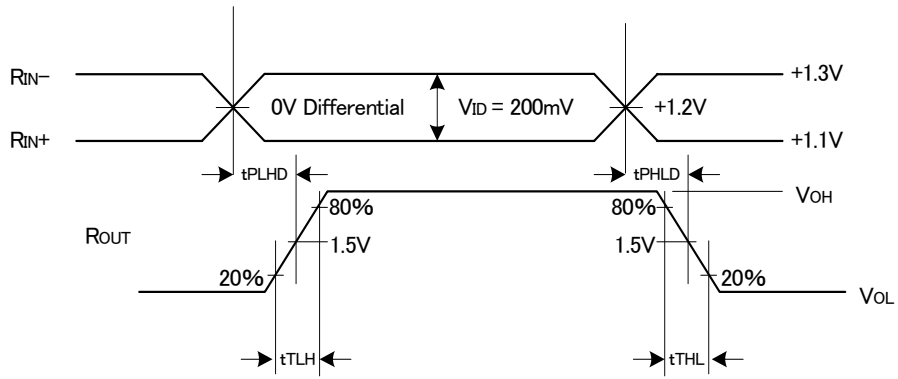 RIN− +1.3V
0V Differential VID = 200mV +1.2V
RIN+ +1.1V
tPLHD tPHLD
80% 80% VOH
ROUT 1.5V 1.5V
20% 20%
VOL
tTLH tTHL